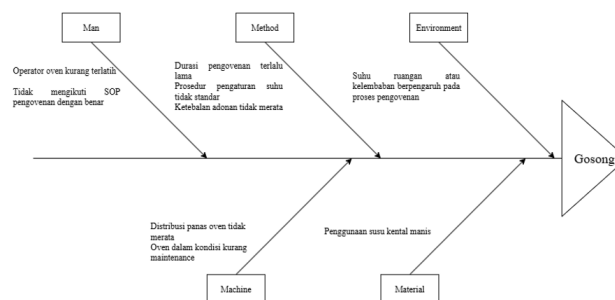 Man
Method
Environment
Operator oven kurang terlatih
Tidak mengikuti SOP
pengovenan dengan benar
Durasi pengovenan terlalu
lama
Prosedur pengaturan suhu
tidak standar
Ketebalan adonan tidak merata
Suhu ruangan atau
kelembaban berpengaruh pada
proses pengovenan
Gosong
Distribusi panas oven tidak
merata
Oven dalam kondisi kurang
maintenance
Penggunaan susu kental manis
Machine
Material